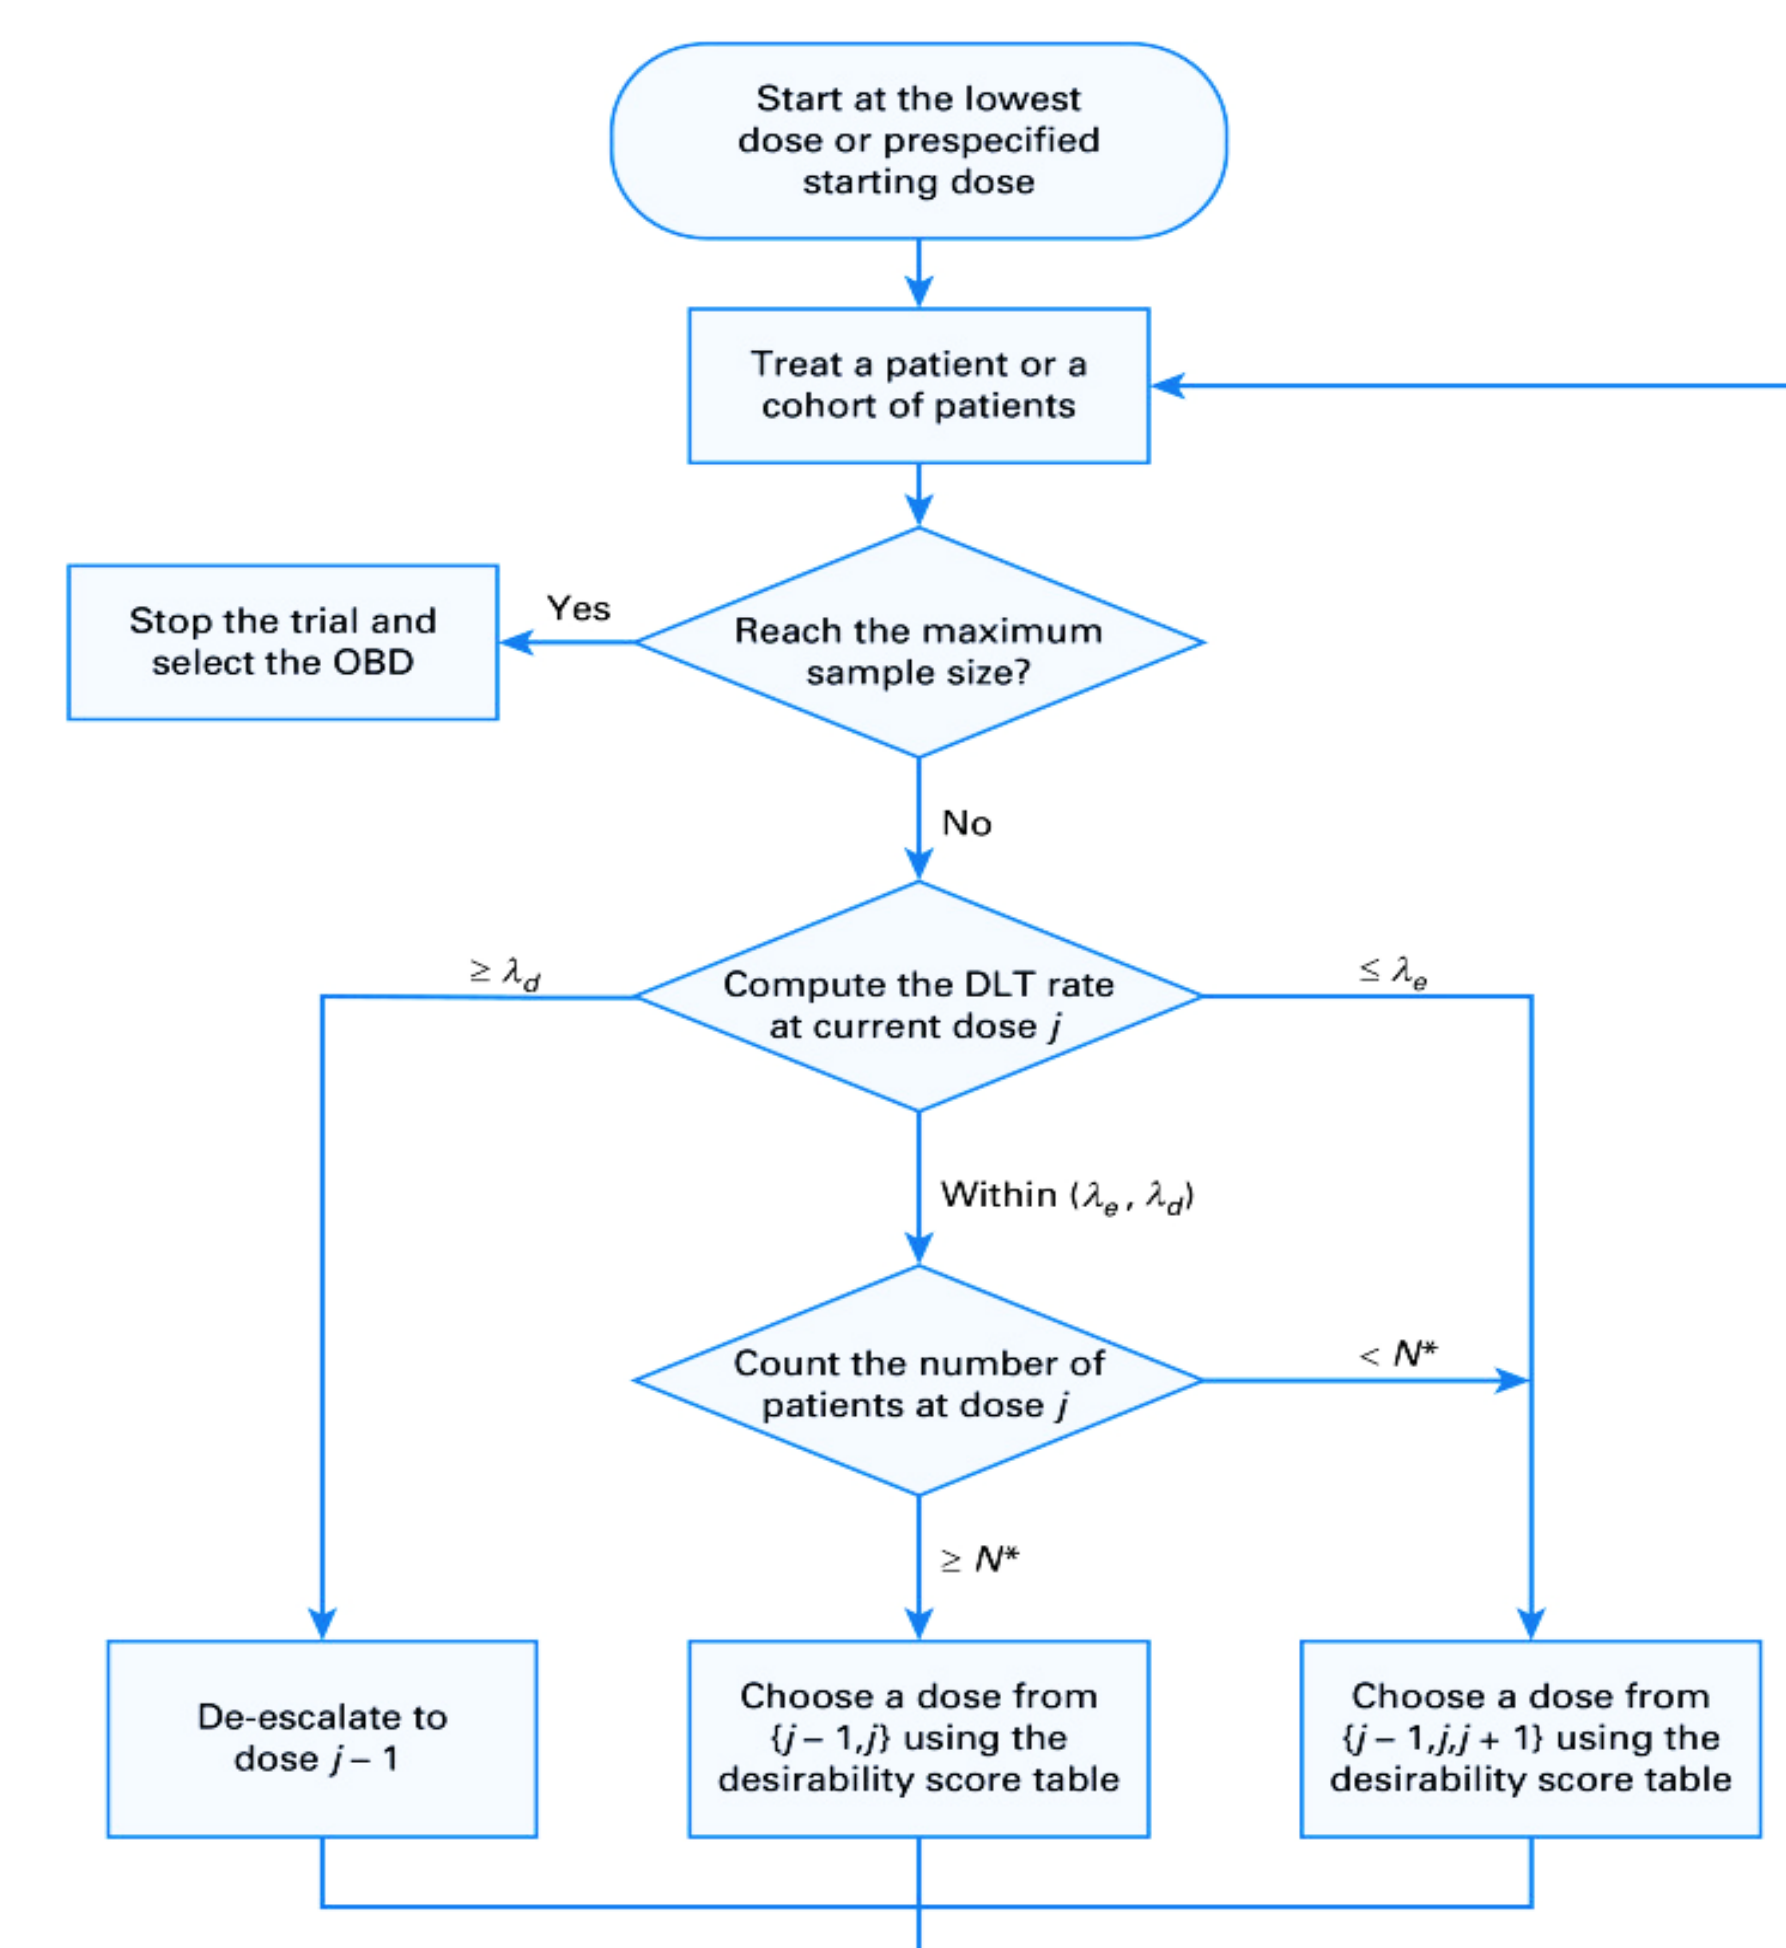 Start at the lowest
dose or prespecified
starting dose
Treat a patient or a
cohort of patients
Yes
Stop the trial and
select the OBD
Reach the maximum
sample size?
No
≥ λd
Compute the DLT rate
at current dose j
≤ λe
Within (λe, λd)
Count the number of
patients at dose j
< N*
≥ N*
De-escalate to
dose j – 1
Choose a dose from
{j – 1,j} using the
desirability score table
Choose a dose from
{j – 1,j,j + 1} using the
desirability score table